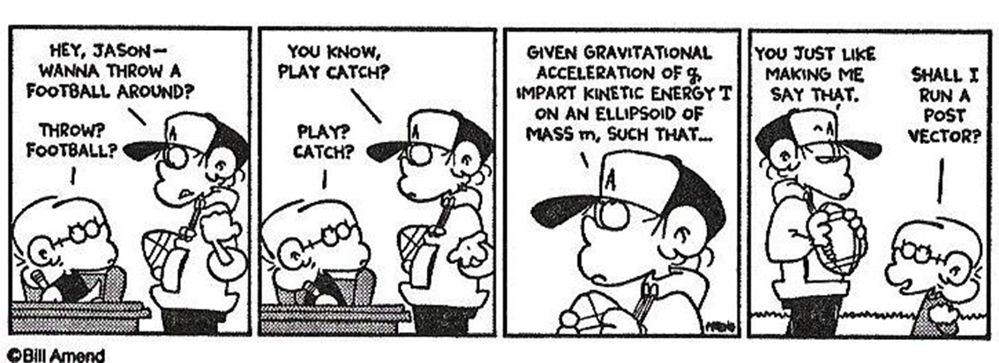 HEY, JASON—
WANNA THROW A
FOOTBALL AROUND?
THROW?
FOOTBALL?
YOU KNOW,
PLAY CATCH?
PLAY?
CATCH?
GIVEN GRAVITATIONAL
ACCELERATION OF g,
IMPART KINETIC ENERGY T
ON AN ELLIPSOID OF
MASS m, SUCH THAT...
A
A
A
AMEND
YOU JUST LIKE
MAKING ME
SAY THAT.
A
SHALL I
RUN A
POST
VECTOR?
©Bill Amend